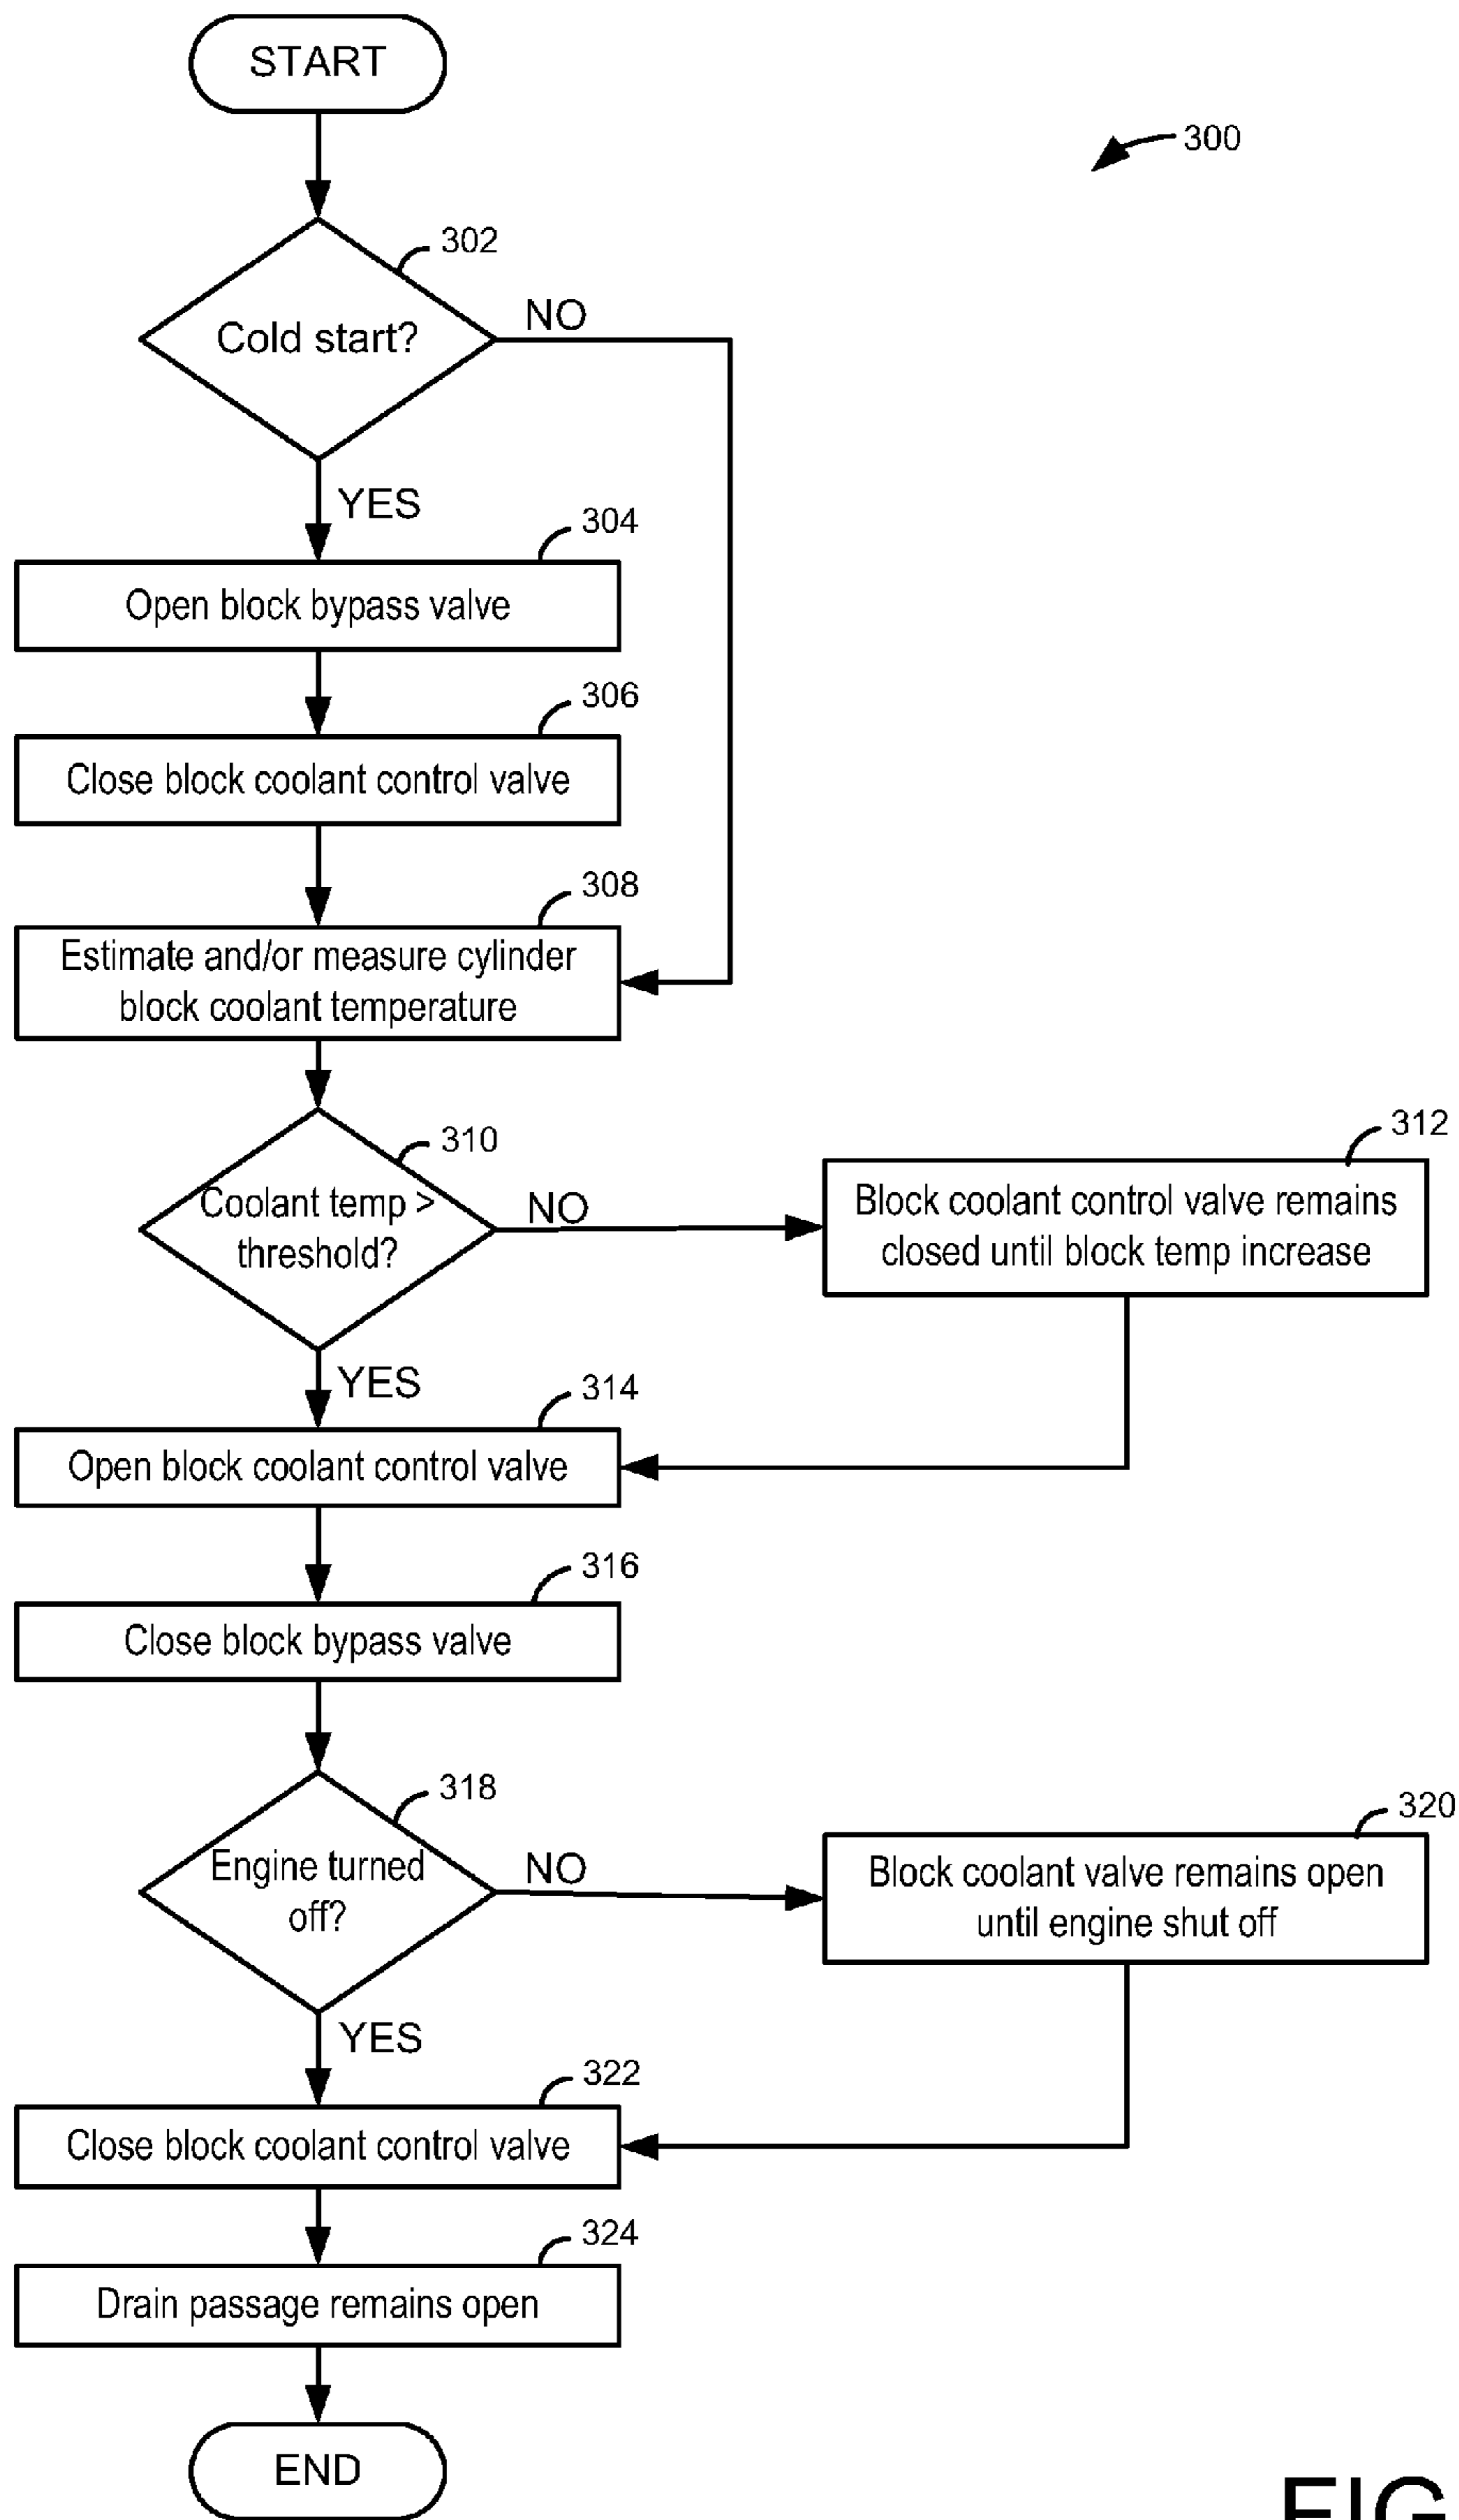 START
300
302
Cold start?
NO
YES
304
Open block bypass valve
306
Close block coolant control valve
308
Estimate and/or measure cylinder
block coolant temperature
310
Coolant temp >
threshold?
NO
312
Block coolant control valve remains
closed until block temp increase
YES
314
Open block coolant control valve
316
Close block bypass valve
318
Engine turned
off?
NO
320
Block coolant valve remains open
until engine shut off
YES
322
Close block coolant control valve
324
Drain passage remains open
END
FIG